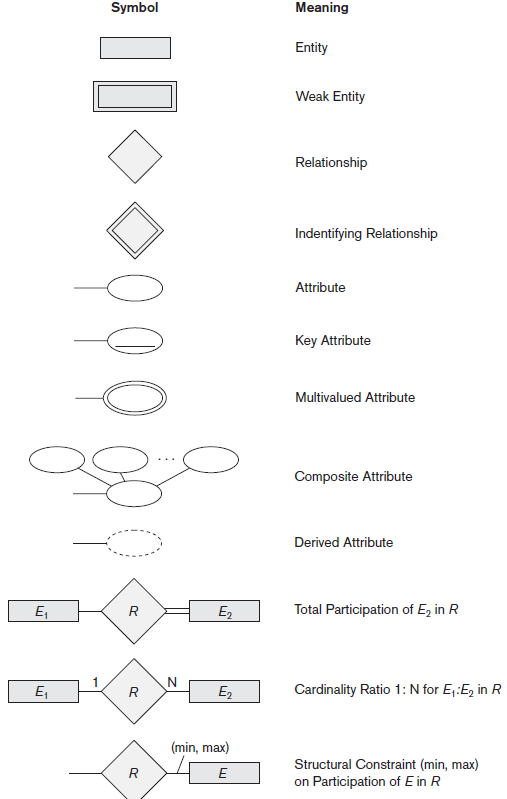 Symbol Meaning
Entity
Weak Entity
Relationship
Indentifying Relationship
Attribute
Key Attribute
Multivalued Attribute
. . .
Composite Attribute
Derived Attribute
E₁ R E₂ Total Participation of E₂ in R
E₁ 1 R N E₂ Cardinality Ratio 1: N for E₁:E₂ in R
(min, max)
R E Structural Constraint (min, max)
on Participation of E in R